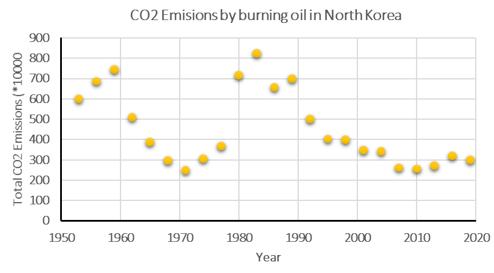 CO2 Emisions by burning oil in North Korea
Total CO2 Emissions (*10000
900
800
700
600
500
400
300
200
100
0
1950 1960 1970 1980 1990 2000 2010 2020
Year